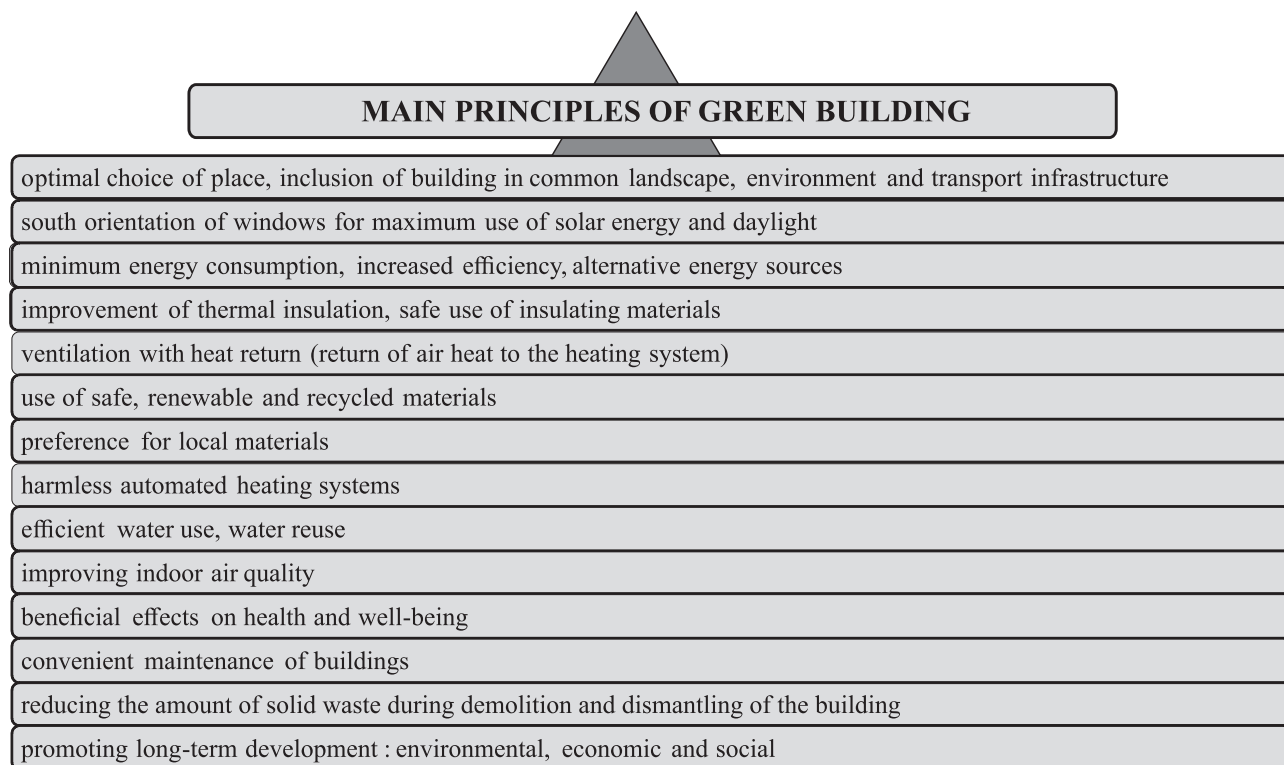 MAIN PRINCIPLES OF GREEN BUILDING
optimal choice of place, inclusion of building in common landscape, environment and transport infrastructure
south orientation of windows for maximum use of solar energy and daylight
minimum energy consumption, increased efficiency, alternative energy sources
improvement of thermal insulation, safe use of insulating materials
ventilation with heat return (return of air heat to the heating system)
use of safe, renewable and recycled materials
preference for local materials
harmless automated heating systems
efficient water use, water reuse
improving indoor air quality
beneficial effects on health and well-being
convenient maintenance of buildings
reducing the amount of solid waste during demolition and dismantling of the building
promoting long-term development : environmental, economic and social